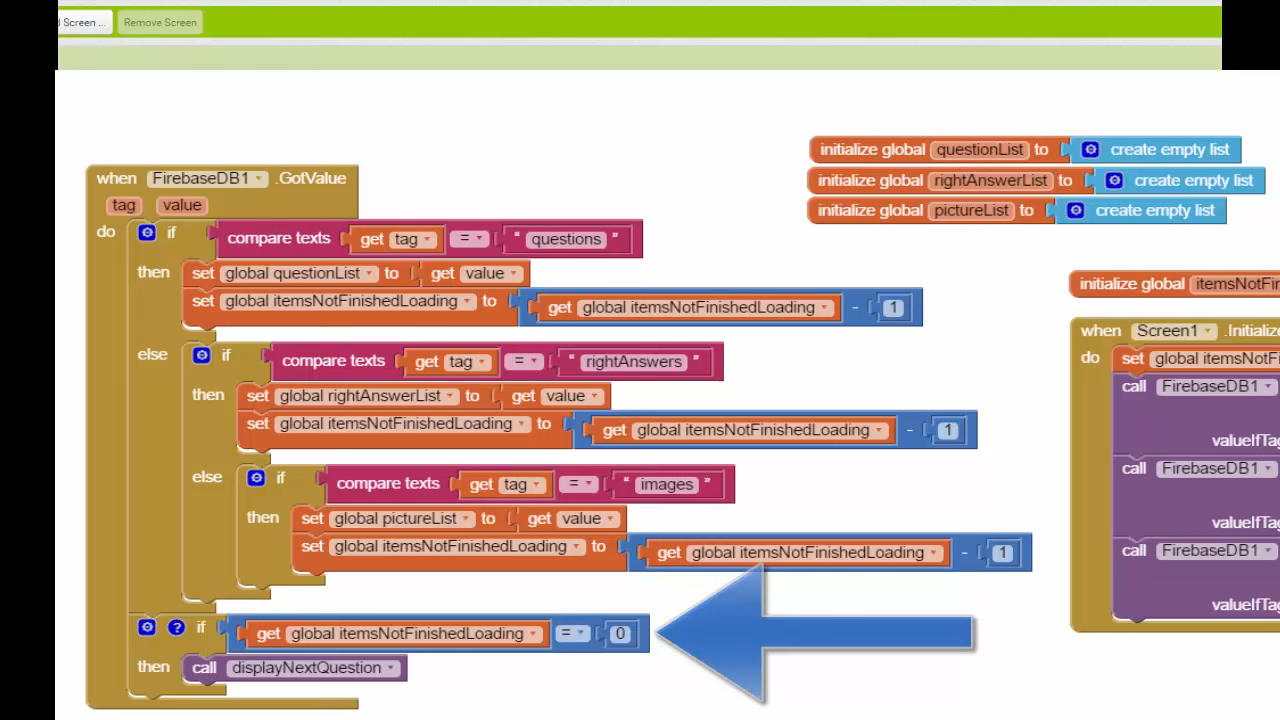 d Screen ... Remove Screen
initialize global questionList to create empty list
initialize global rightAnswerList to create empty list
initialize global pictureList to create empty list
when FirebaseDB1 .GotValue
tag value
do if compare texts get tag = " questions "
then set global questionList to get value
set global itemsNotFinishedLoading to get global itemsNotFinishedLoading - 1
else if compare texts get tag = " rightAnswers "
then set global rightAnswerList to get value
set global itemsNotFinishedLoading to get global itemsNotFinishedLoading - 1
else if compare texts get tag = " images "
then set global pictureList to get value
set global itemsNotFinishedLoading to get global itemsNotFinishedLoading - 1
? if get global itemsNotFinishedLoading = 0
then call displayNextQuestion
initialize global itemsNotFin
when Screen1 .Initialize
do set global itemsNotFi
call FirebaseDB1
valueIfTag
call FirebaseDB1
valueIfTag
call FirebaseDB1
valueIfTag